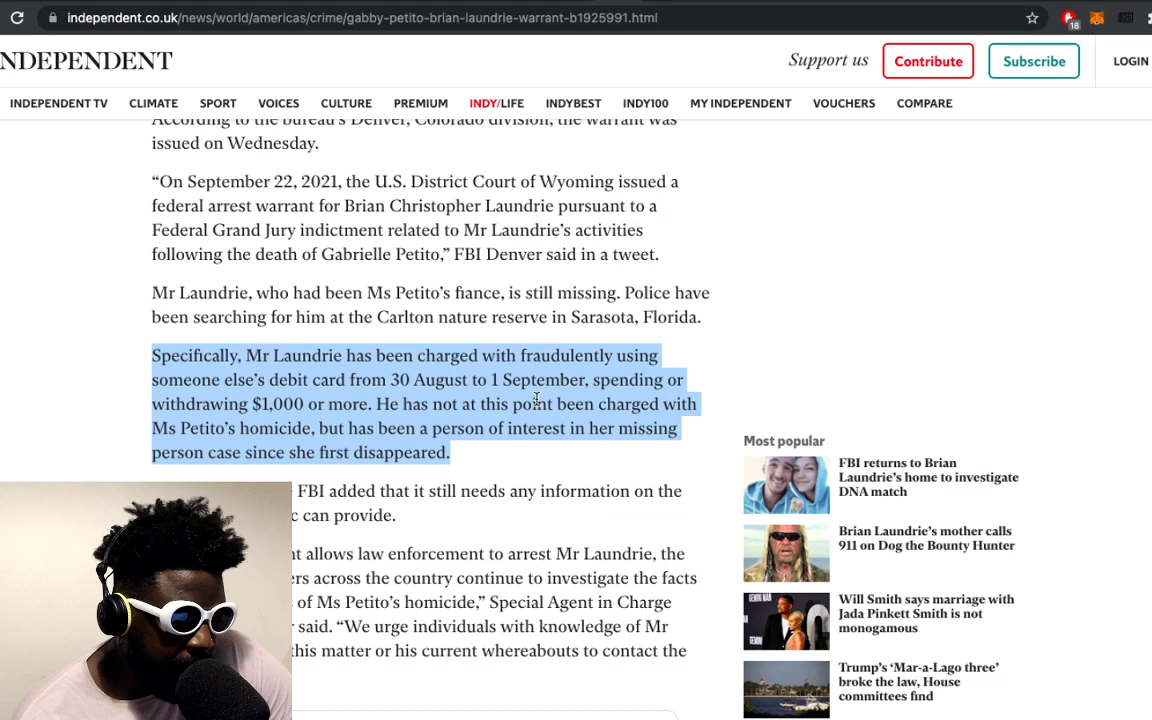 independent.co.uk/news/world/americas/crime/gabby-petito-brian-laundrie-warrant-b1925991.html
18
NDEPENDENT
Support us
Contribute
Subscribe
LOGIN
INDEPENDENT TV CLIMATE SPORT VOICES CULTURE PREMIUM INDY/LIFE INDYBEST INDY100 MY INDEPENDENT VOUCHERS COMPARE
According to the bureau's Denver, Colorado division, the warrant was
issued on Wednesday.
“On September 22, 2021, the U.S. District Court of Wyoming issued a
federal arrest warrant for Brian Christopher Laundrie pursuant to a
Federal Grand Jury indictment related to Mr Laundrie’s activities
following the death of Gabrielle Petito,” FBI Denver said in a tweet.
Mr Laundrie, who had been Ms Petito’s fiance, is still missing. Police have
been searching for him at the Carlton nature reserve in Sarasota, Florida.
Specifically, Mr Laundrie has been charged with fraudulently using
someone else’s debit card from 30 August to 1 September, spending or
withdrawing $1,000 or more. He has not at this point been charged with
Ms Petito’s homicide, but has been a person of interest in her missing
person case since she first disappeared.
FBI added that it still needs any information on the
c can provide.
nt allows law enforcement to arrest Mr Laundrie, the
ers across the country continue to investigate the facts
of Ms Petito’s homicide,” Special Agent in Charge
r said. “We urge individuals with knowledge of Mr
this matter or his current whereabouts to contact the
Most popular
FBI returns to Brian
Laundrie’s home to investigate
DNA match
Brian Laundrie’s mother calls
911 on Dog the Bounty Hunter
Will Smith says marriage with
Jada Pinkett Smith is not
monogamous
Trump’s ‘Mar-a-Lago three’
broke the law, House
committees find